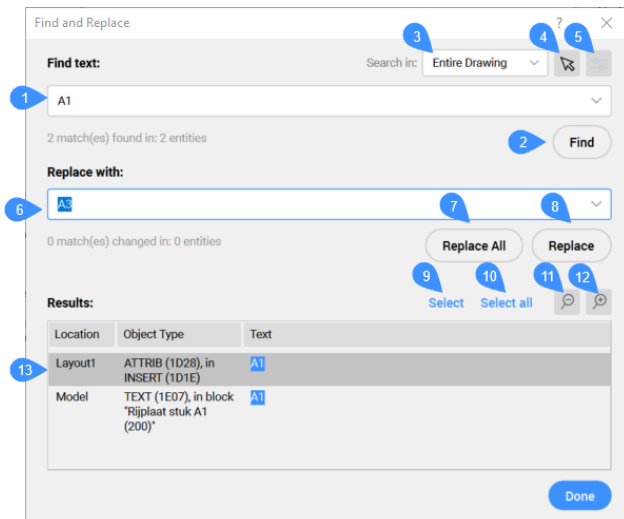 Find and Replace ? ×
3 4 5
Find text: Search in: Entire Drawing
1 A1
2 match(es) found in: 2 entities 2 Find
Replace with:
6 A3 7 8
0 match(es) changed in: 0 entities Replace All Replace
9 10 11 12
Results: Select Select all
Location Object Type Text
13 Layout1 ATTRIB (1D28), in A1
INSERT (1D1E)
Model TEXT (1E07), in block A1
"Rijplaat stuk A1
(200)"
Done